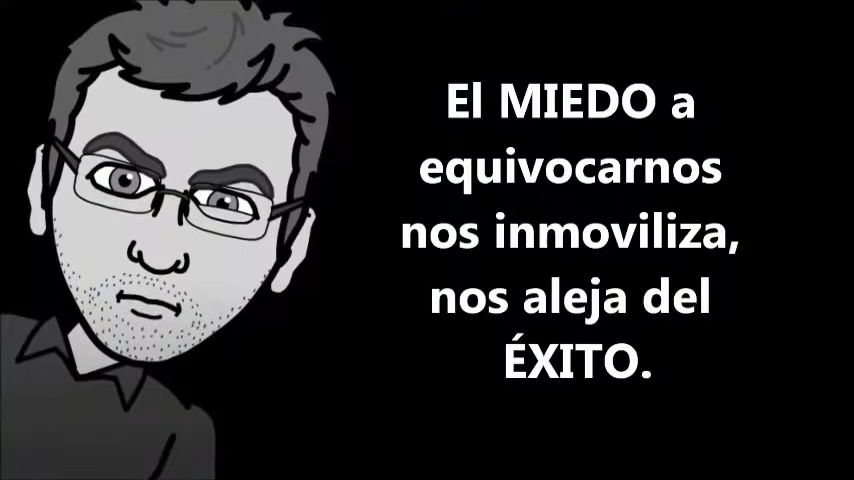 El MIEDO a
equivocarnos
nos inmoviliza,
nos aleja del
ÉXITO.